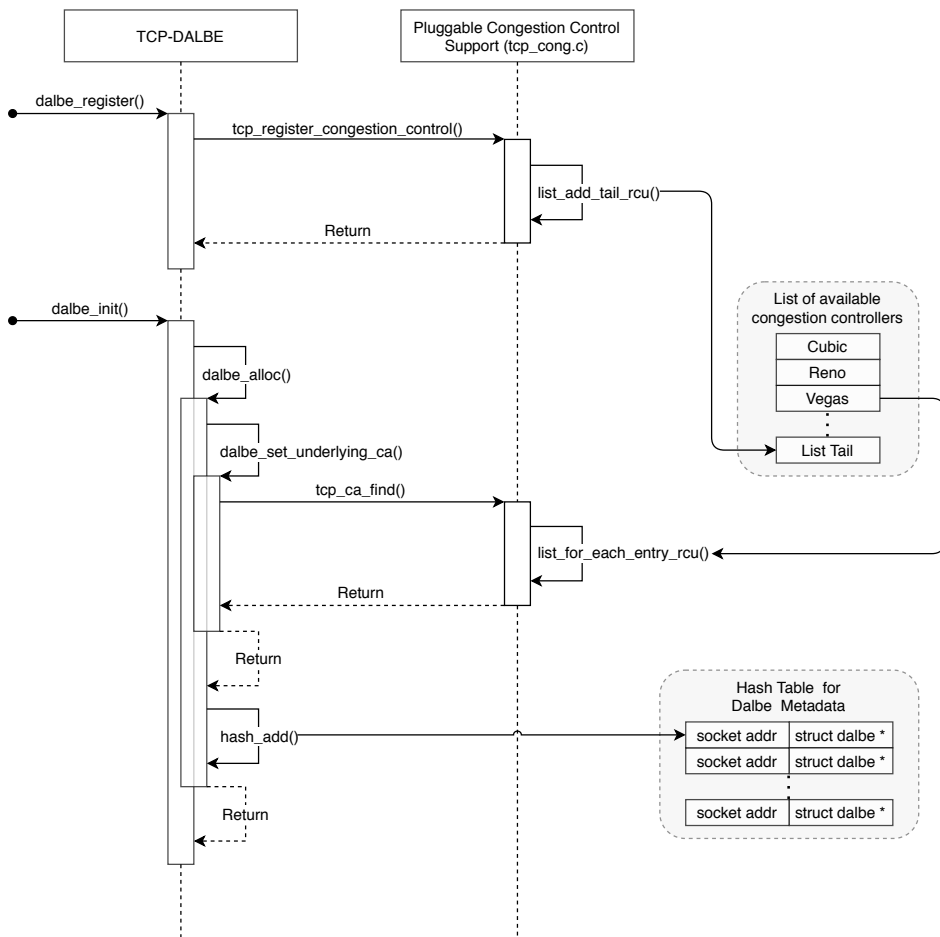 TCP-DALBE
Pluggable Congestion Control
Support (tcp_cong.c)
dalbe_register()
tcp_register_congestion_control()
list_add_tail_rcu()
Return
dalbe_init()
List of available
congestion controllers
Cubic
Reno
Vegas
List Tail
dalbe_alloc()
dalbe_set_underlying_ca()
tcp_ca_find()
list_for_each_entry_rcu()
Return
Return
hash_add()
Hash Table for
Dalbe Metadata
socket addr struct dalbe *
socket addr struct dalbe *
socket addr struct dalbe *
Return